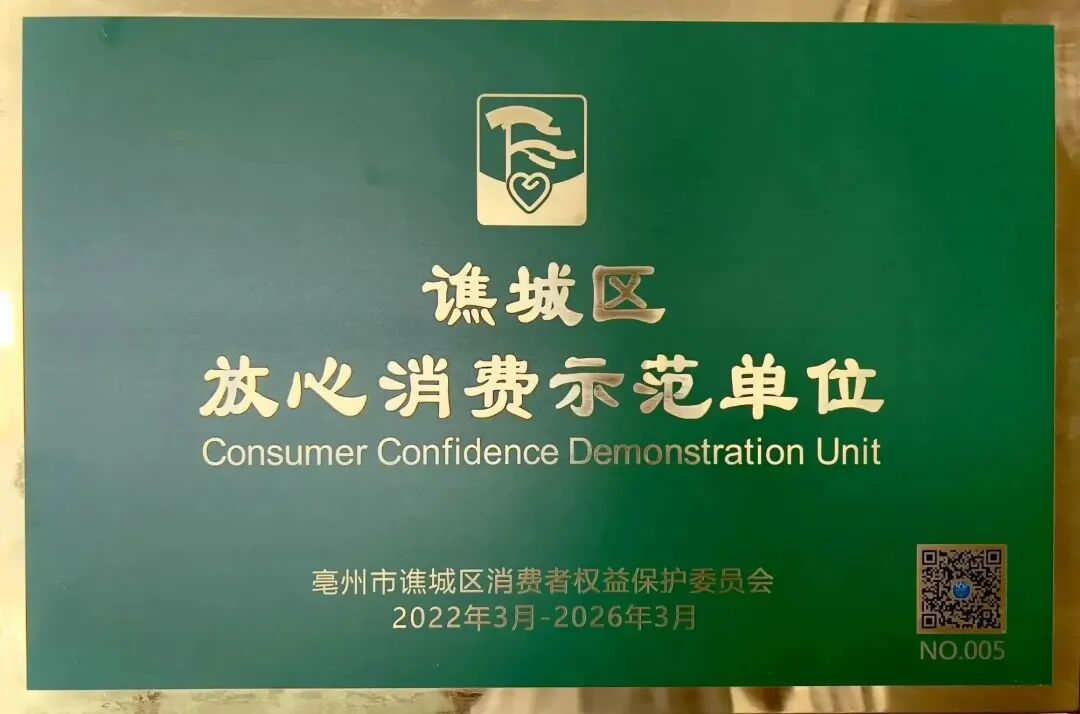 谯城区
放心消费示范单位
Consumer Confidence Demonstration Unit
亳州市谯城区消费者权益保护委员会
2022年3月-2026年3月
NO.005